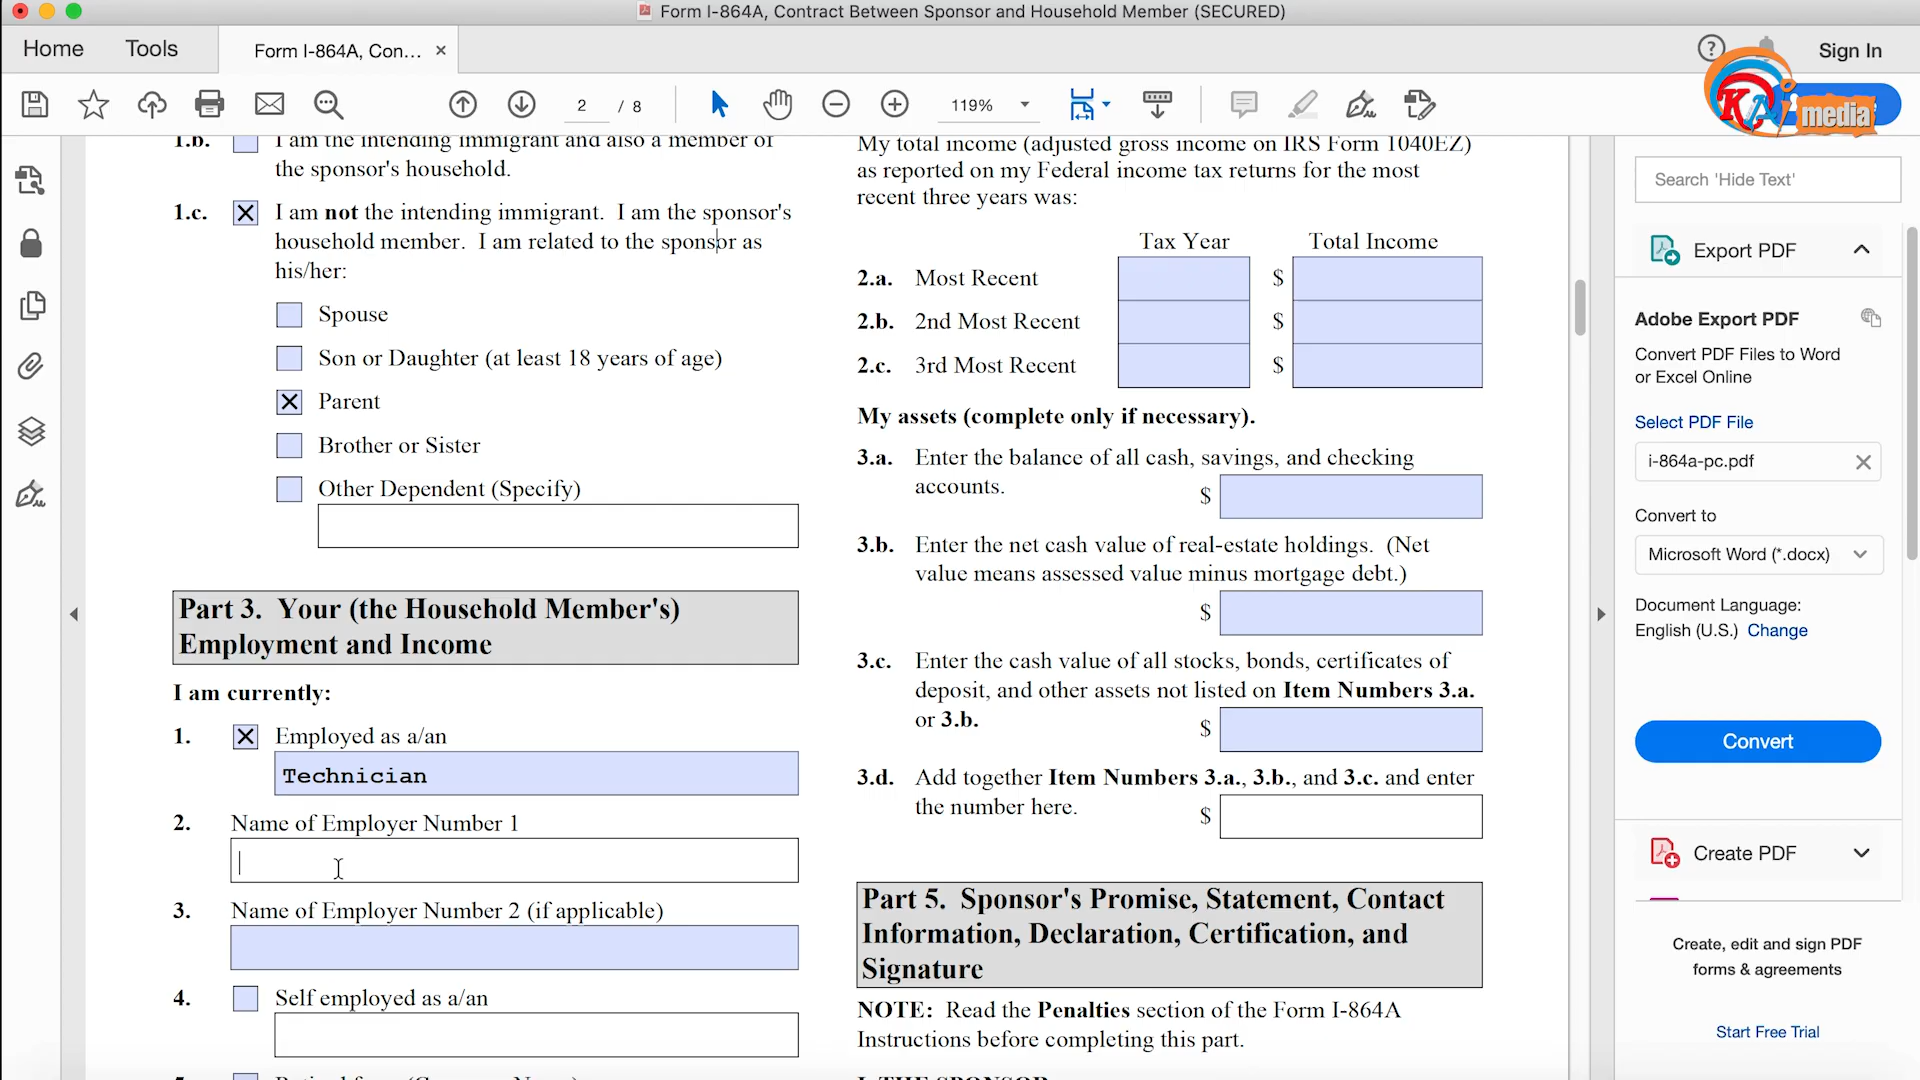 Form I-864A, Contract Between Sponsor and Household Member (SECURED)
Home
Tools
Form I-864A, Con...
Sign In
KAI media
2 / 8
119%
1.b. I am the intending immigrant and also a member of
the sponsor's household.
1.c. I am not the intending immigrant. I am the sponsor's
household member. I am related to the sponsor as
his/her:
Spouse
Son or Daughter (at least 18 years of age)
Parent
Brother or Sister
Other Dependent (Specify)
Part 3. Your (the Household Member's)
Employment and Income
I am currently:
1. Employed as a/an
Technician
2. Name of Employer Number 1
3. Name of Employer Number 2 (if applicable)
4. Self employed as a/an
My total income (adjusted gross income on IRS Form 1040EZ)
as reported on my Federal income tax returns for the most
recent three years was:
Tax Year Total Income
2.a. Most Recent $
2.b. 2nd Most Recent $
2.c. 3rd Most Recent $
My assets (complete only if necessary).
3.a. Enter the balance of all cash, savings, and checking
accounts. $
3.b. Enter the net cash value of real-estate holdings. (Net
value means assessed value minus mortgage debt.)
$
3.c. Enter the cash value of all stocks, bonds, certificates of
deposit, and other assets not listed on Item Numbers 3.a.
or 3.b. $
3.d. Add together Item Numbers 3.a., 3.b., and 3.c. and enter
the number here. $
Part 5. Sponsor's Promise, Statement, Contact
Information, Declaration, Certification, and
Signature
NOTE: Read the Penalties section of the Form I-864A
Instructions before completing this part.
I, THE SPONSOR
Search 'Hide Text'
Export PDF
Adobe Export PDF
Convert PDF Files to Word
or Excel Online
Select PDF File
i-864a-pc.pdf
Convert to
Microsoft Word (*.docx)
Document Language:
English (U.S.) Change
Convert
Create PDF
Create, edit and sign PDF
forms & agreements
Start Free Trial